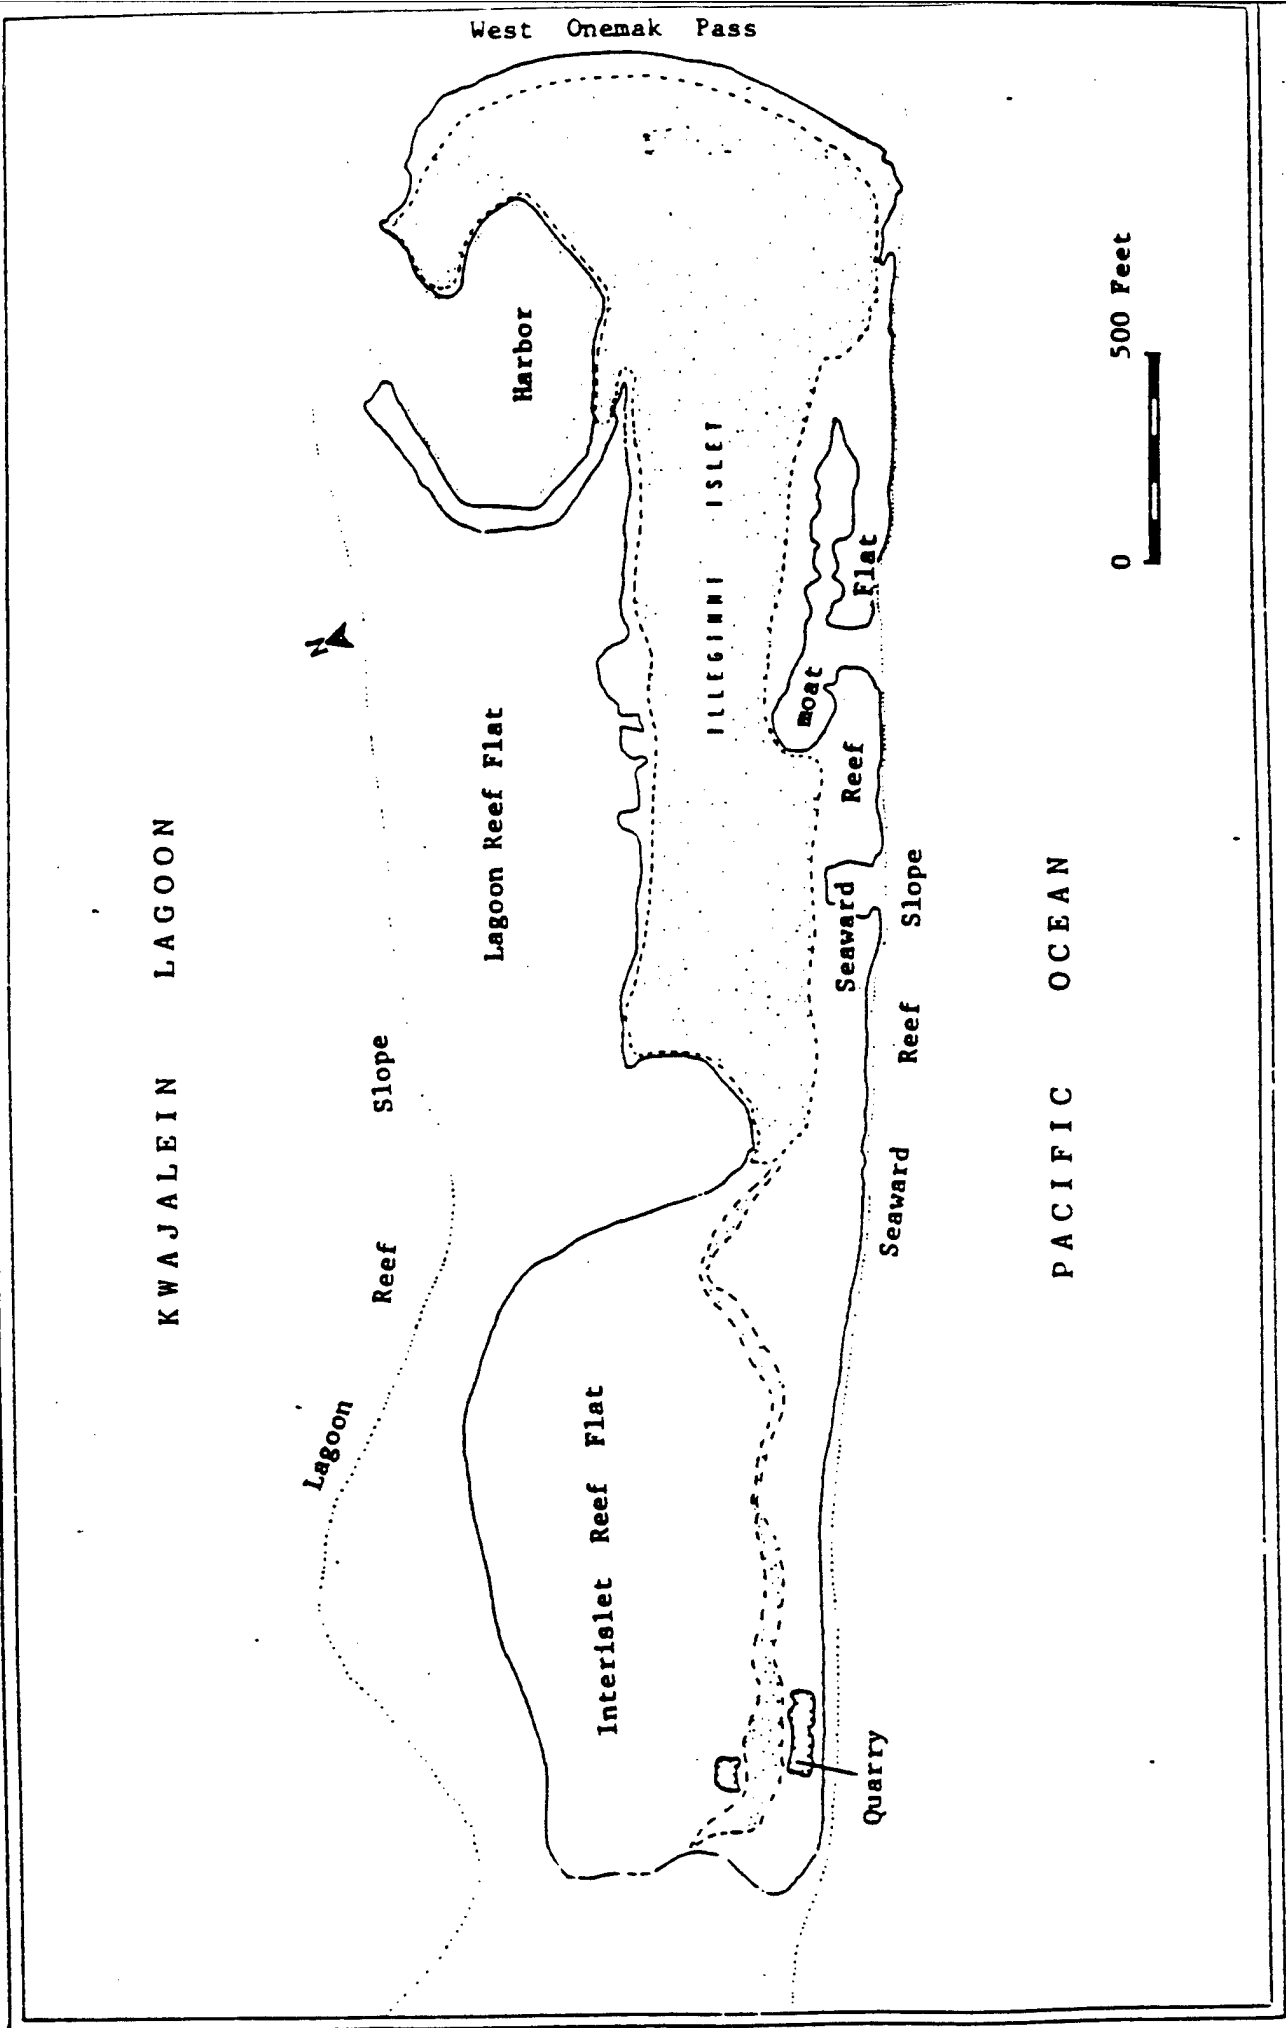 West Onemak Pass
KWAJALEIN LAGOON
Lagoon Reef Slope
N
Lagoon Reef Flat
Harbor
Interislet Reef Flat
ILLEGINNI ISLET
moat
Seaward Reef Flat
Quarry
Seaward Reef Slope
PACIFIC OCEAN
0 500 Feet